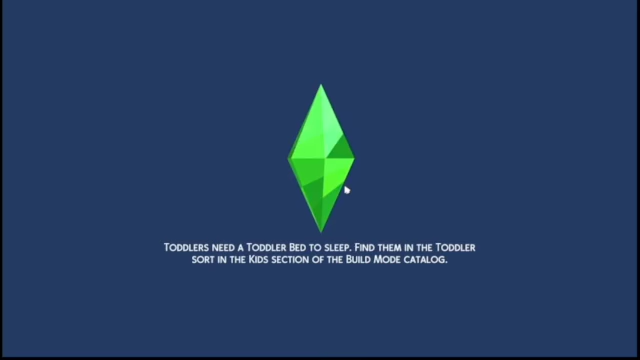 Toddlers need a Toddler Bed to sleep. Find them in the Toddler
sort in the Kids section of the Build Mode catalog.